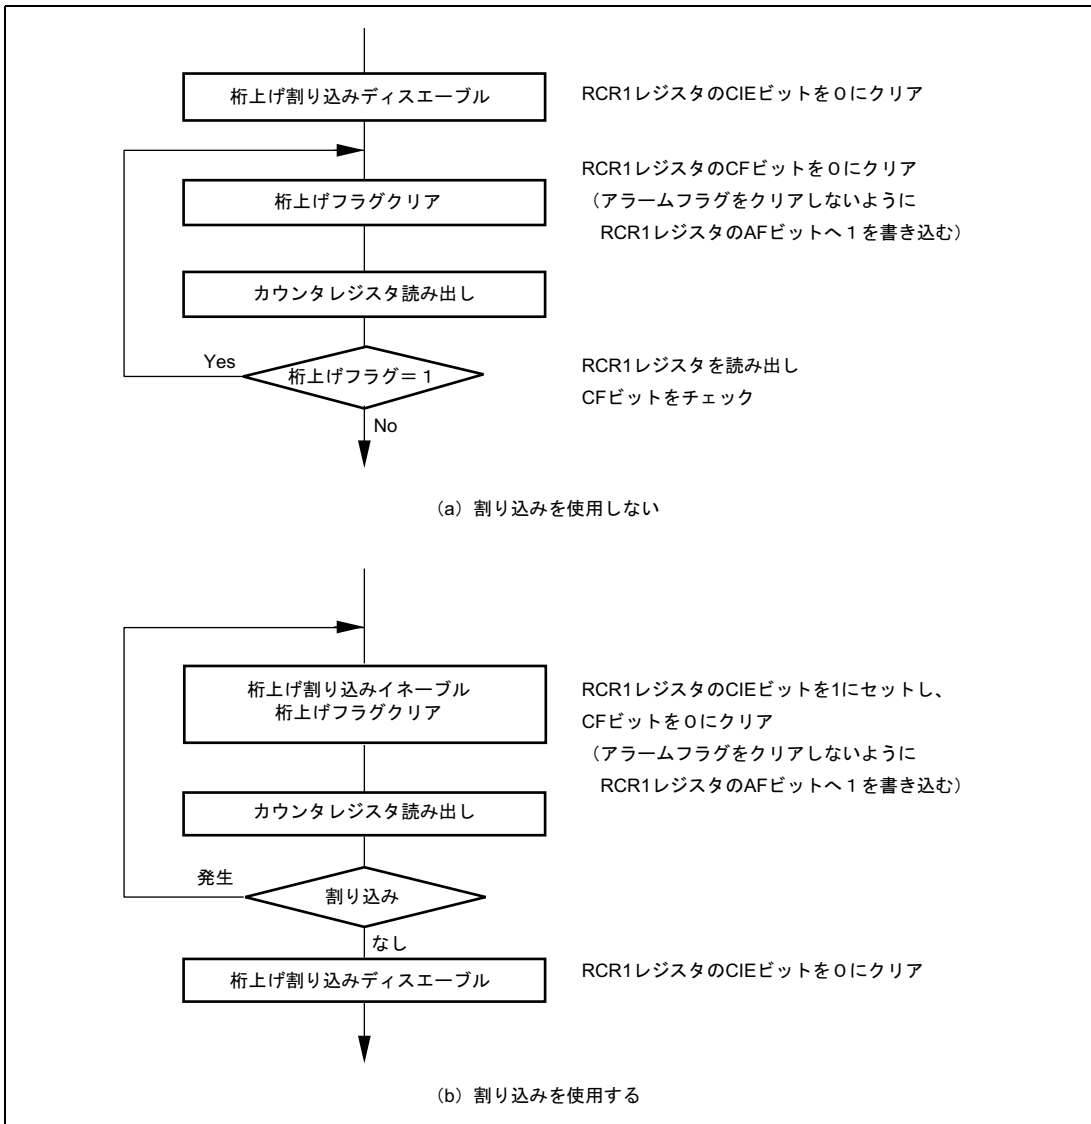 桁上げ割り込みディスエーブル
RCR1レジスタのCIEビットを0にクリア
RCR1レジスタのCFビットを0にクリア
(アラームフラグをクリアしないように
RCR1レジスタのAFビットへ1を書き込む)
桁上げフラグクリア
カウンタレジスタ読み出し
Yes
桁上げフラグ=1
RCR1レジスタを読み出し
CFビットをチェック
No
(a) 割り込みを使用しない
桁上げ割り込みイネーブル
桁上げフラグクリア
RCR1レジスタのCIEビットを1にセットし、
CFビットを0にクリア
(アラームフラグをクリアしないように
RCR1レジスタのAFビットへ1を書き込む)
カウンタレジスタ読み出し
発生
割り込み
なし
桁上げ割り込みディスエーブル
RCR1レジスタのCIEビットを0にクリア
(b) 割り込みを使用する